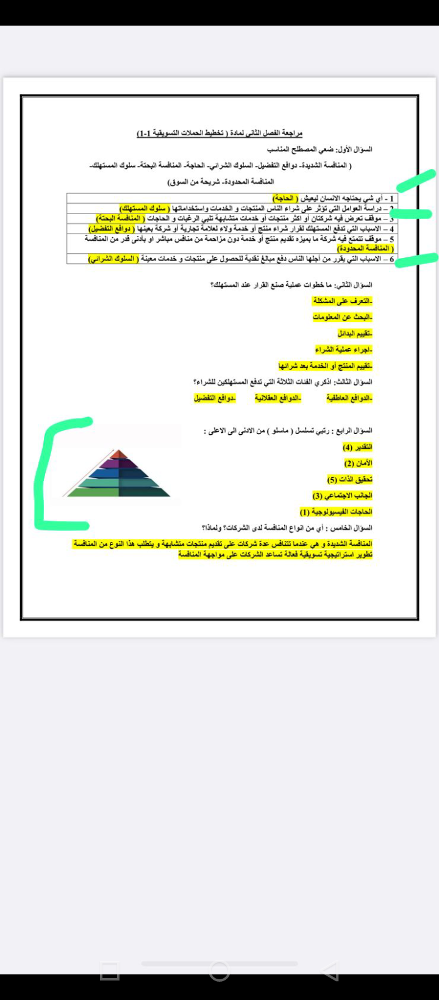 مراجعة الفصل الثاني لمادة ( تخطيط الحملات التسويقية 1-1)
السؤال الأول: ضعي المصطلح المناسب
( المنافسة الشديدة- دوافع التفضيل- السلوك الشرائي- الحاجة- المنافسة البحتة- سلوك المستهلك-
المنافسة المحدودة- شريحة من السوق)
1 - أي شي يحتاجه الانسان ليعيش ( الحاجة)
2 – دراسة العوامل التي تؤثر على شراء الناس المنتجات و الخدمات واستخداماتها ( سلوك المستهلك)
3 – موقف تعرض فيه شركتان أو اكثر منتجات أو خدمات متشابهة تلبي الرغبات و الحاجات ( المنافسة البحتة)
4 – الاسباب التي تدفع المستهلك لقرار شراء منتج أو خدمة ولاء لعلامة تجارية أو شركة بعينها ( دوافع التفضيل)
5 – موقف تتمتع فيه شركة ما بميزه تقديم منتج أو خدمة دون مزاحمة من منافس مباشر او بأدنى قدر من المنافسة
( المنافسة المحدودة)
6 – الاسباب التي يقرر من أجلها الناس دفع مبالغ نقدية للحصول على منتجات و خدمات معينة ( السلوك الشرائي)
السؤال الثاني: ما خطوات عملية صنع القرار عند المستهلك؟
-التعرف على المشكلة
-البحث عن المعلومات
-تقييم البدائل
-اجراء عملية الشراء
-تقييم المنتج أو الخدمة بعد شرائها
السؤال الثالث: اذكري الفئات الثلاثة التي تدفع المستهلكين للشراء؟
-الدوافع العاطفية -الدوافع العقلانية -دوافع التفضيل
السؤال الرابع : رتبي تسلسل ( ماسلو ) من الادنى الى الاعلى :
التقدير (4)
الأمان (2)
تحقيق الذات (5)
الجانب الاجتماعي (3)
الحاجات الفيسيولوجية (1)
السؤال الخامس : أي من انواع المنافسة لدى الشركات؟ ولماذا؟
المنافسة الشديدة و هي عندما تتنافس عدة شركات على تقديم منتجات متشابهة و يتطلب هذا النوع من المنافسة
تطوير استراتيجية تسويقية فعالة تساعد الشركات على مواجهة المنافسة